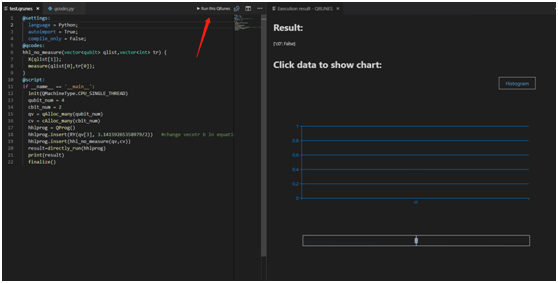 test.qrunes × qcodes.py
▶ Run this QRunes
1 @settings:
2 language = Python;
3 autoimport = True;
4 compile_only = False;
5 @qcodes:
6 hhl_no_measure(vector<qubit> qlist,vector<int> tr) {
7 X(qlist[1]);
8 measure(qlist[0],tr[0]);
9 }
10 @script:
11 if __name__ == '__main__':
12 init(QMachineType.CPU_SINGLE_THREAD)
13 qubit_num = 4
14 cbit_num = 2
15 qv = qAlloc_many(qubit_num)
16 cv = cAlloc_many(cbit_num)
17 hhlprog = QProg()
18 hhlprog.insert(RY(qv[3], 3.14159265358979/2)) #change vecotr b in equati
19 hhlprog.insert(hhl_no_measure(qv,cv))
20 result=directly_run(hhlprog)
21 print(result)
22 finalize()
Execution result - QRUNES ×
Result:
{'c0': False}
Click data to show chart:
Histogram
1
0.8
0.6
0.4
0.2
0